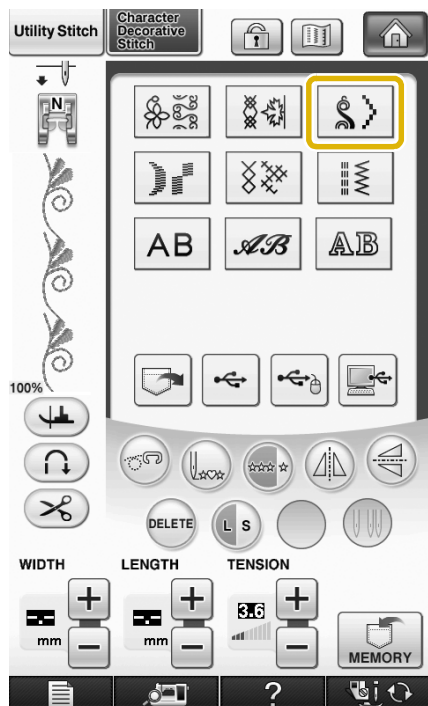 Utility Stitch
Character
Decorative
Stitch
N
AB
AB
AB
100%
DELETE
L S
WIDTH
LENGTH
TENSION
+
+
+
3.6
mm
−
mm
−
−
MEMORY
?